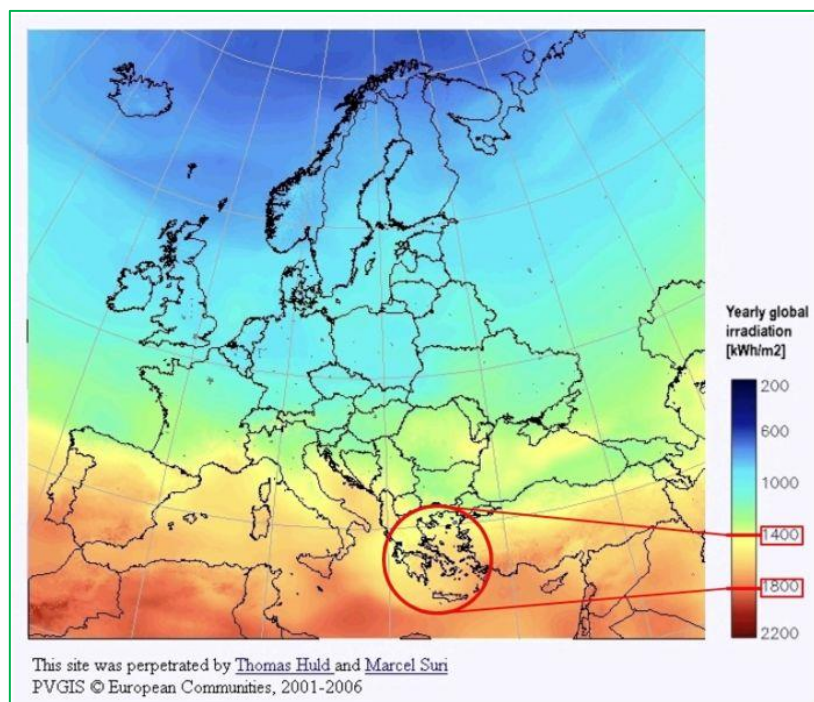 Yearly global
irradiation
[kWh/m2]
200
600
1000
1400
1800
2200
This site was perpetrated by Thomas Huld and Marcel Suri
PVGIS © European Communities, 2001-2006